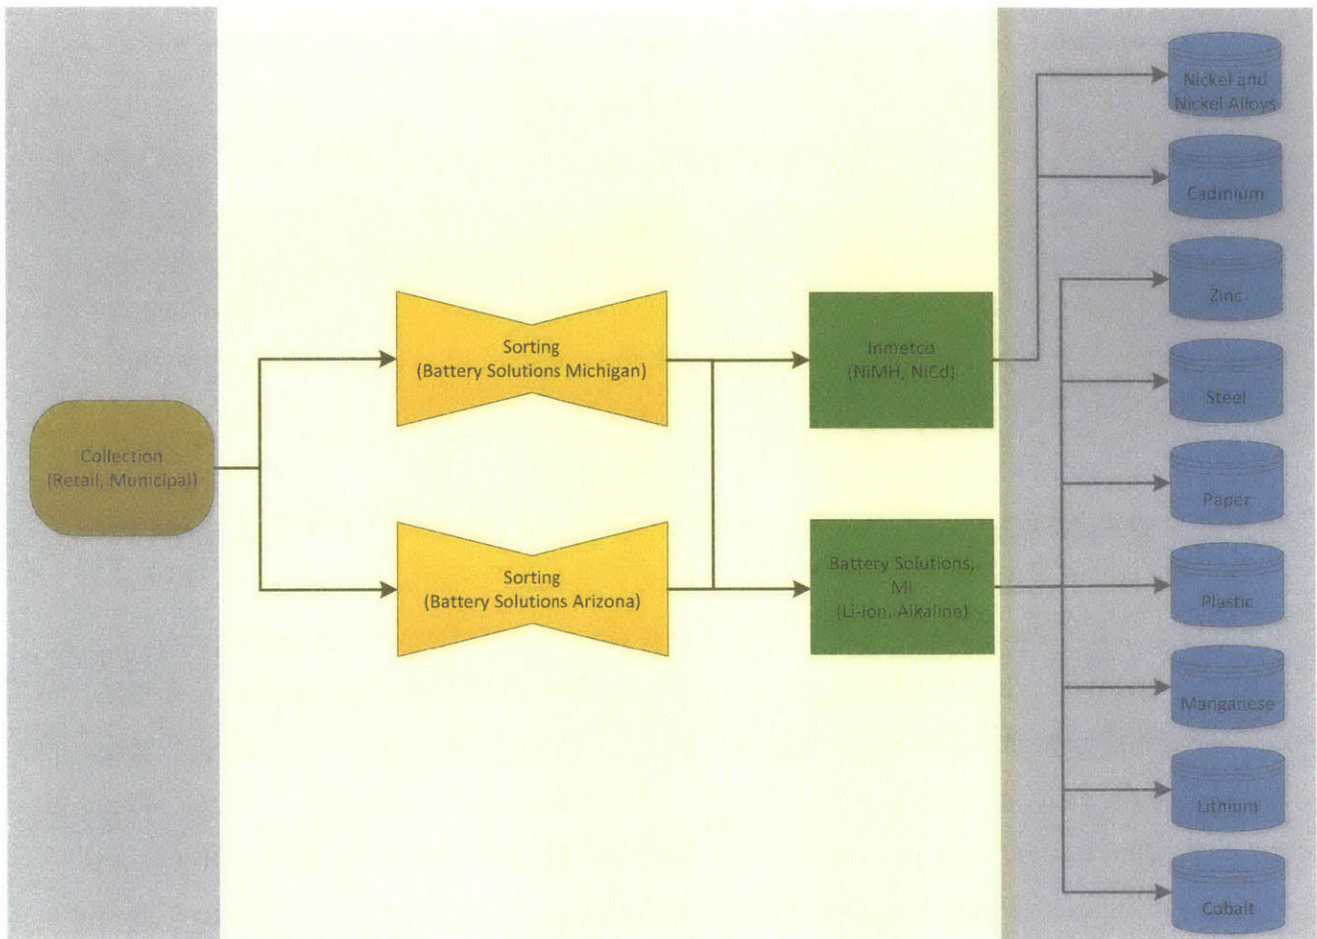 Collection
(Retail, Municipal)
Sorting
(Battery Solutions Michigan)
Sorting
(Battery Solutions Arizona)
Inmetco
(NiMH, NiCd)
Battery Solutions,
MI
(Li-ion, Alkaline)
Nickel and
Nickel Alloys
Cadmium
Zinc
Steel
Paper
Plastic
Manganese
Lithium
Cobalt